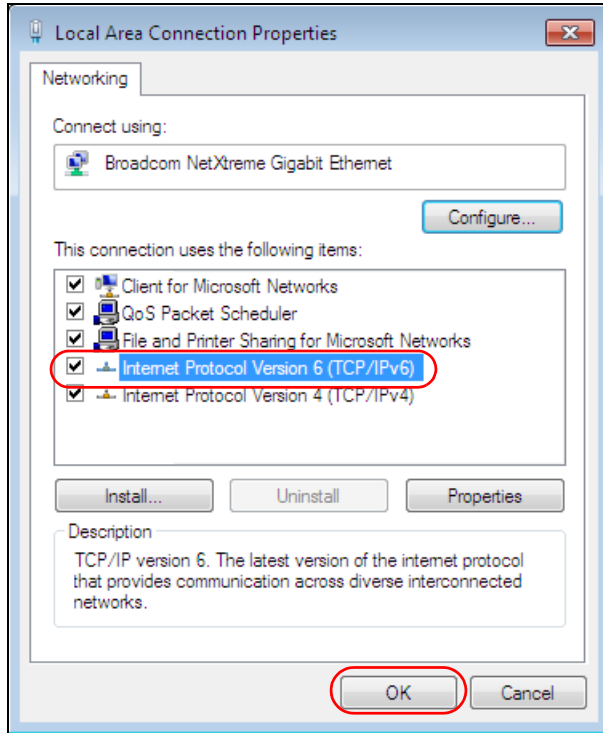 Local Area Connection Properties
Networking
Connect using:
Broadcom NetXtreme Gigabit Ethernet
Configure...
This connection uses the following items:
Client for Microsoft Networks
QoS Packet Scheduler
File and Printer Sharing for Microsoft Networks
Internet Protocol Version 6 (TCP/IPv6)
Internet Protocol Version 4 (TCP/IPv4)
Install...
Uninstall
Properties
Description
TCP/IP version 6. The latest version of the internet protocol
that provides communication across diverse interconnected
networks.
OK
Cancel